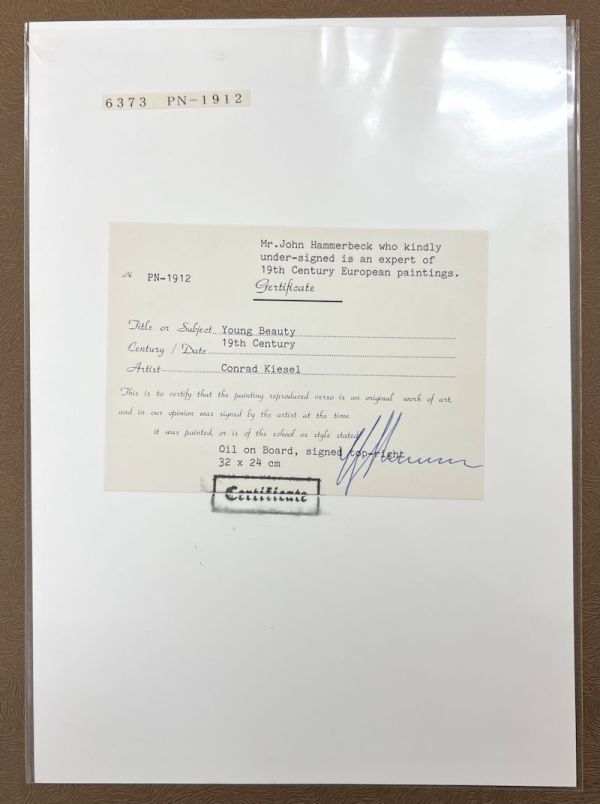 6373 PN-1912
Mr.John Hammerbeck who kindly
under-signed is an expert of
19th Century European paintings.
№ PN-1912
Certificate
Title or Subject Young Beauty
Century / Date 19th Century
Artist Conrad Kiesel
This is to certify that the painting reproduced verso is an original work of art,
and in our opinion was signed by the artist at the time
it was painted, or is of the school or style stated
Oil on Board, signed top-right
32 x 24 cm
Certificate